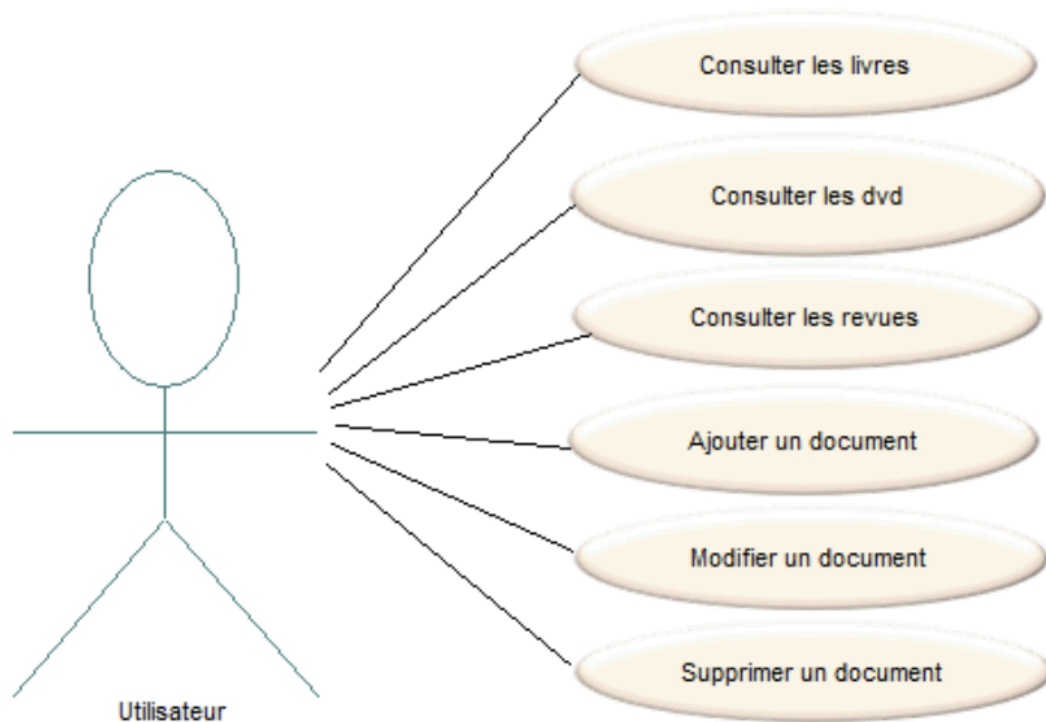 Consulter les livres
Consulter les dvd
Consulter les revues
Ajouter un document
Modifier un document
Supprimer un document
Utilisateur